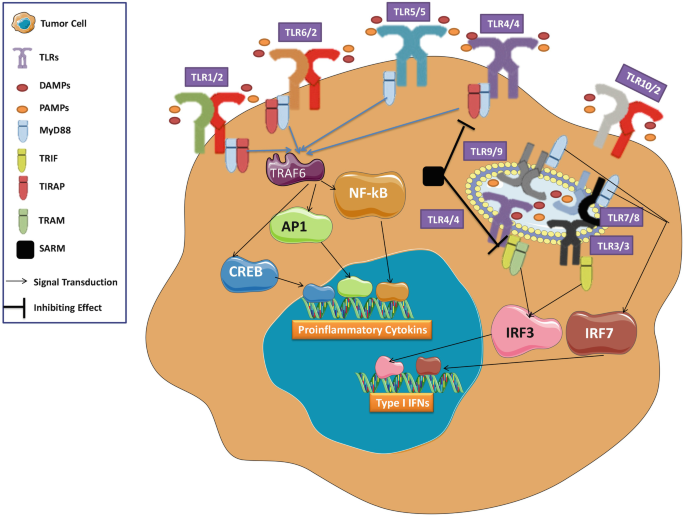 Tumor Cell
TLRs
DAMPs
PAMPs
MyD88
TRIF
TIRAP
TRAM
SARM
Signal Transduction
Inhibiting Effect
TLR1/2
TLR6/2
TLR5/5
TLR4/4
TLR10/2
TLR9/9
TLR7/8
TLR3/3
TLR4/4
SARM
TRAF6
NF-kB
AP1
CREB
Proinflammatory Cytokins
IRF3
IRF7
Type I IFNs